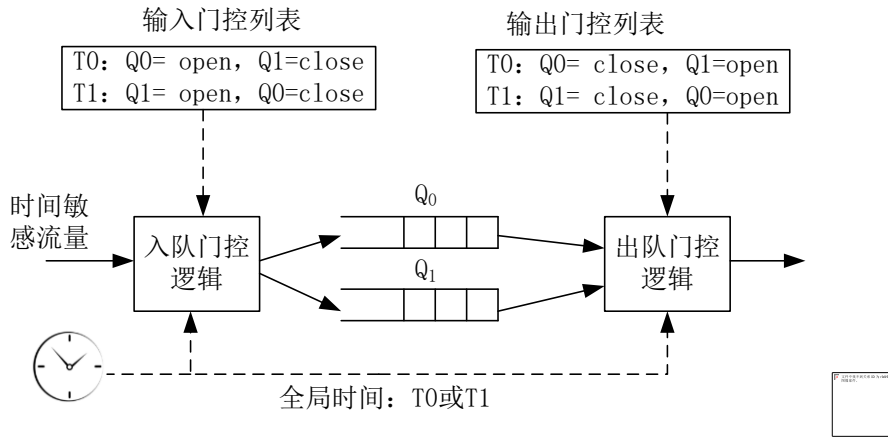 输入门控列表
T0: Q0= open, Q1=close
T1: Q1= open, Q0=close
输出门控列表
T0: Q0= close, Q1=open
T1: Q1= close, Q0=open
时间敏
感流量
入队门控
逻辑
Q0
Q1
出队门控
逻辑
全局时间: T0或T1